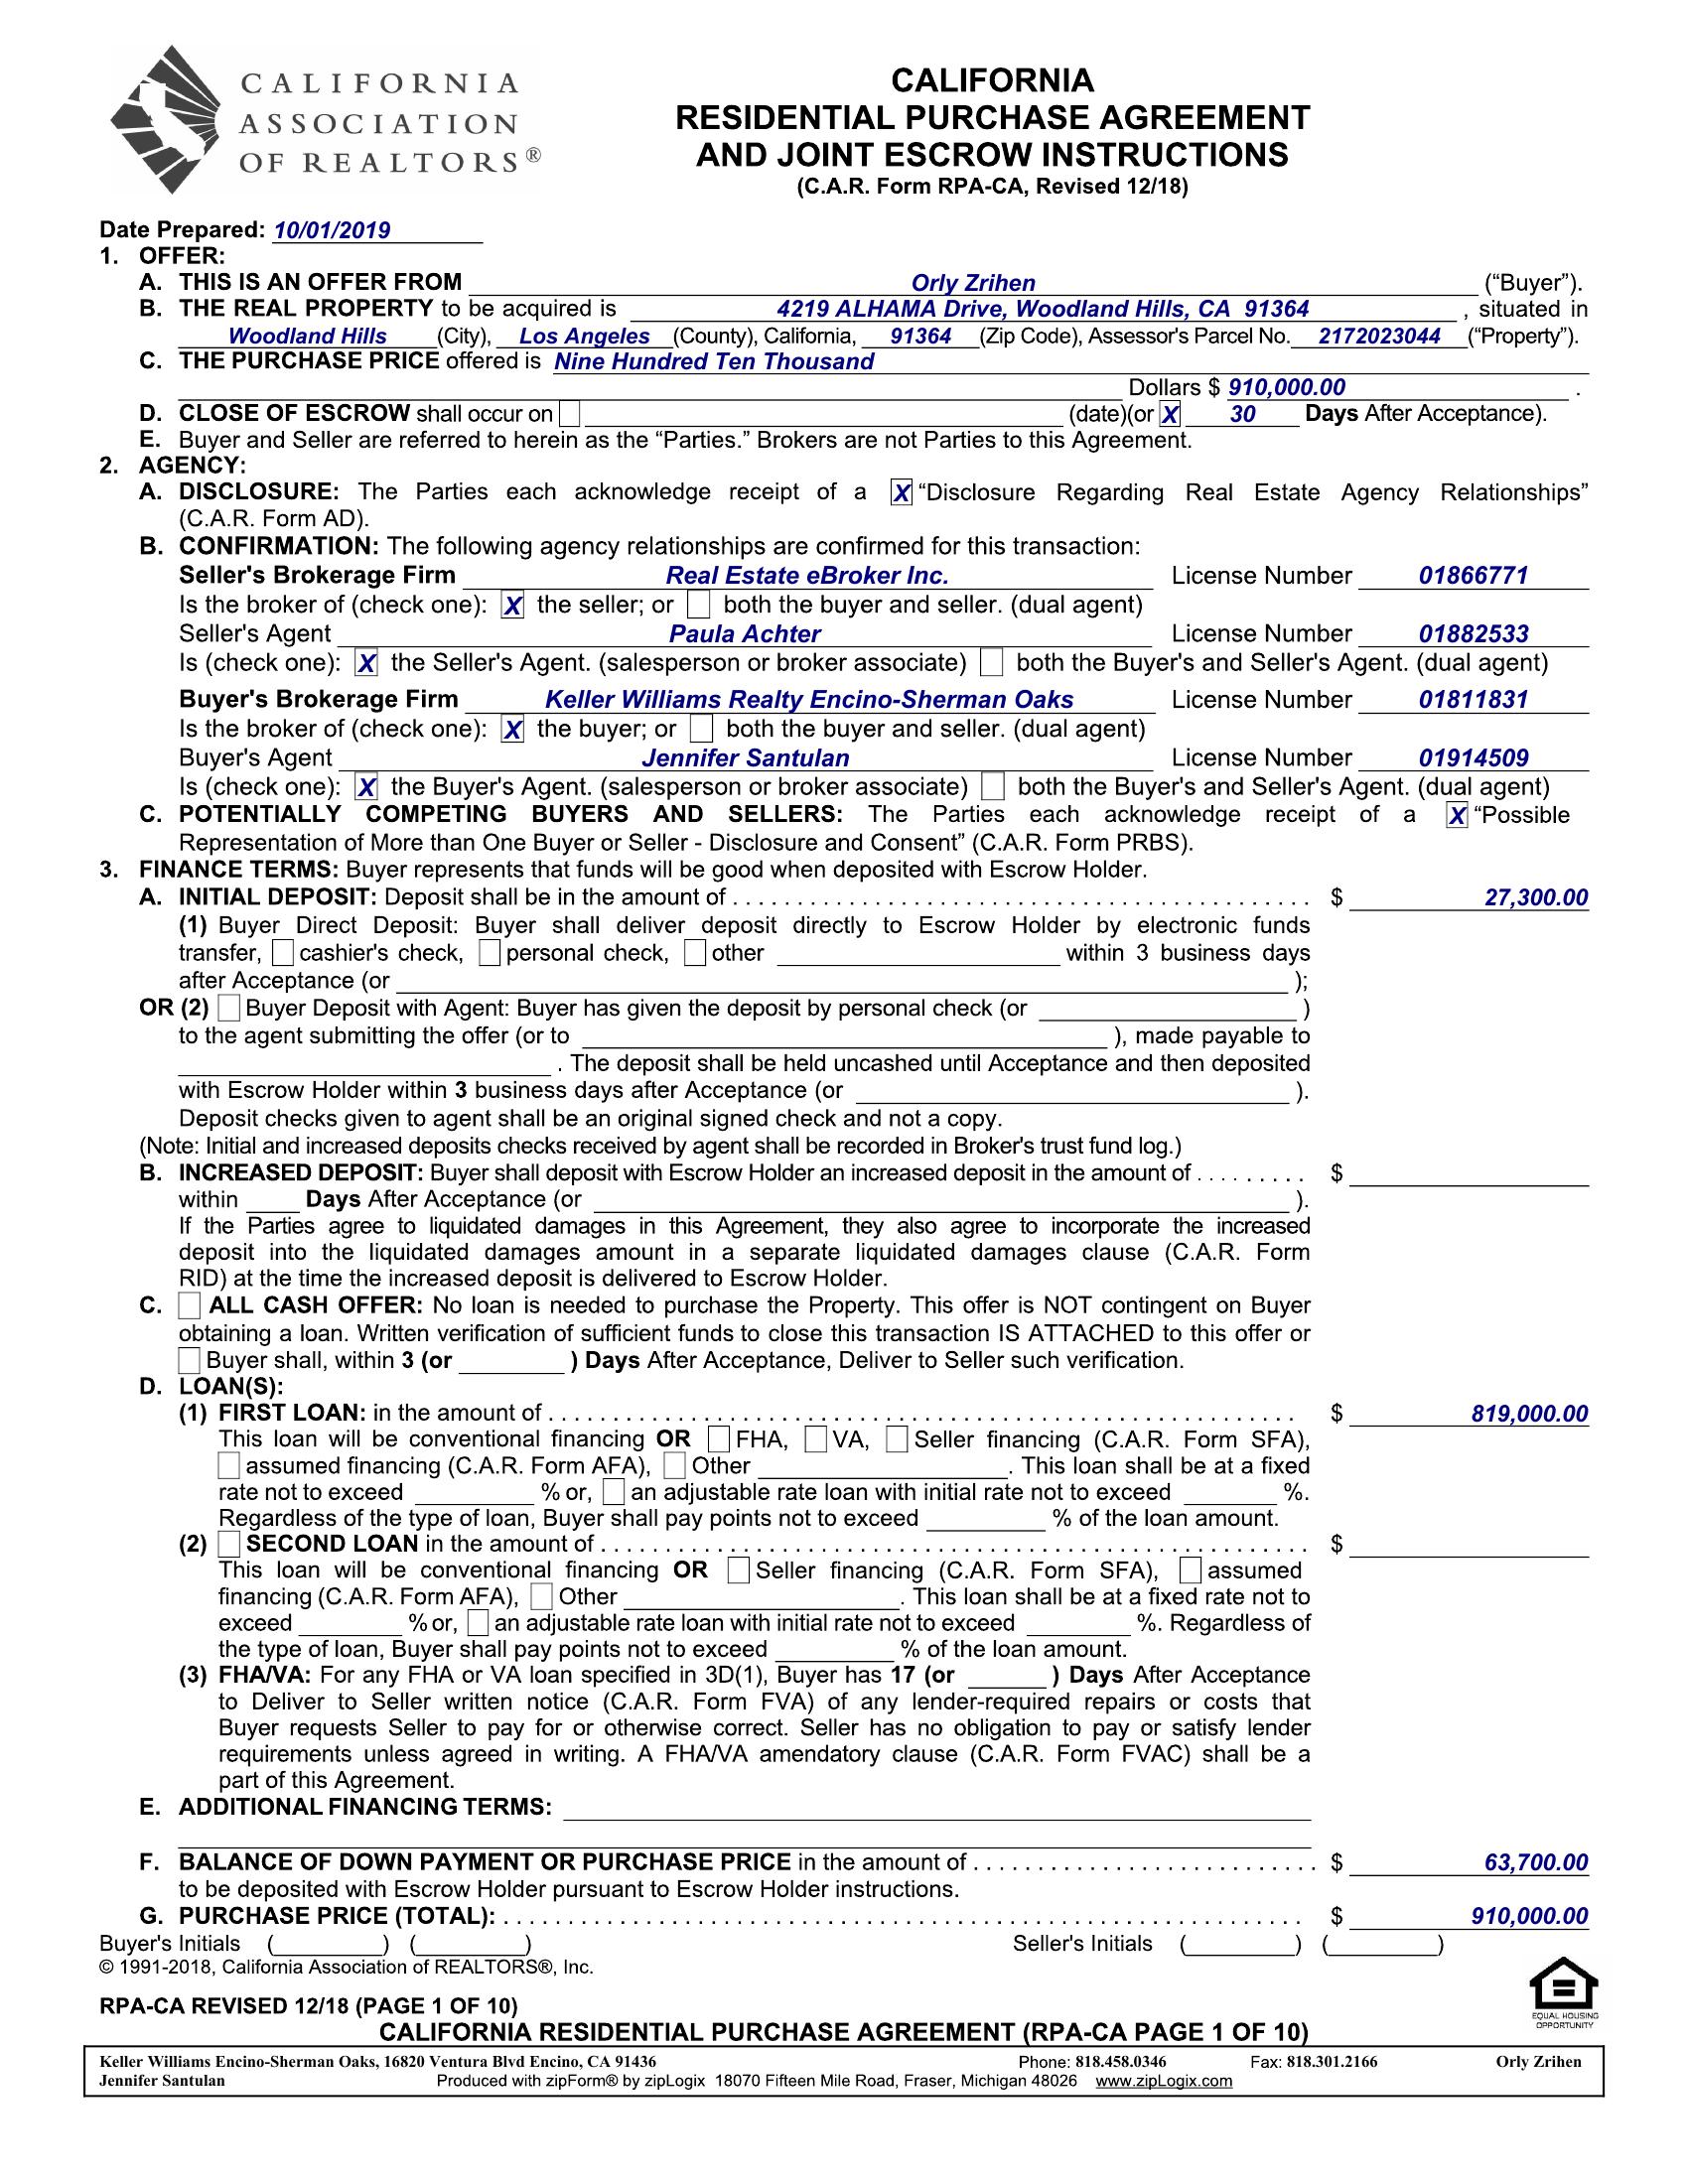 CALIFORNIA
ASSOCIATION
OF REALTORS®
CALIFORNIA
RESIDENTIAL PURCHASE AGREEMENT
AND JOINT ESCROW INSTRUCTIONS
(C.A.R. Form RPA-CA, Revised 12/18)
Date Prepared: 10/01/2019
1. OFFER:
A. THIS IS AN OFFER FROM Orly Zrihen (“Buyer”).
B. THE REAL PROPERTY to be acquired is 4219 ALHAMA Drive, Woodland Hills, CA 91364 , situated in
Woodland Hills (City), Los Angeles (County), California, 91364 (Zip Code), Assessor's Parcel No. 2172023044 (“Property”).
C. THE PURCHASE PRICE offered is Nine Hundred Ten Thousand
Dollars $ 910,000.00 .
D. CLOSE OF ESCROW shall occur on (date)(or X 30 Days After Acceptance).
E. Buyer and Seller are referred to herein as the “Parties.” Brokers are not Parties to this Agreement.
2. AGENCY:
A. DISCLOSURE: The Parties each acknowledge receipt of a X “Disclosure Regarding Real Estate Agency Relationships”
(C.A.R. Form AD).
B. CONFIRMATION: The following agency relationships are confirmed for this transaction:
Seller's Brokerage Firm Real Estate eBroker Inc. License Number 01866771
Is the broker of (check one): X the seller; or both the buyer and seller. (dual agent)
Seller's Agent Paula Achter License Number 01882533
Is (check one): X the Seller's Agent. (salesperson or broker associate) both the Buyer's and Seller's Agent. (dual agent)
Buyer's Brokerage Firm Keller Williams Realty Encino-Sherman Oaks License Number 01811831
Is the broker of (check one): X the buyer; or both the buyer and seller. (dual agent)
Buyer's Agent Jennifer Santulan License Number 01914509
Is (check one): X the Buyer's Agent. (salesperson or broker associate) both the Buyer's and Seller's Agent. (dual agent)
C. POTENTIALLY COMPETING BUYERS AND SELLERS: The Parties each acknowledge receipt of a X “Possible
Representation of More than One Buyer or Seller - Disclosure and Consent” (C.A.R. Form PRBS).
3. FINANCE TERMS: Buyer represents that funds will be good when deposited with Escrow Holder.
A. INITIAL DEPOSIT: Deposit shall be in the amount of . . . . . . . . . . $ 27,300.00
(1) Buyer Direct Deposit: Buyer shall deliver deposit directly to Escrow Holder by electronic funds
transfer, cashier's check, personal check, other within 3 business days
after Acceptance (or );
OR (2) Buyer Deposit with Agent: Buyer has given the deposit by personal check (or )
to the agent submitting the offer (or to ), made payable to
. The deposit shall be held uncashed until Acceptance and then deposited
with Escrow Holder within 3 business days after Acceptance (or ).
Deposit checks given to agent shall be an original signed check and not a copy.
(Note: Initial and increased deposits checks received by agent shall be recorded in Broker's trust fund log.)
B. INCREASED DEPOSIT: Buyer shall deposit with Escrow Holder an increased deposit in the amount of . . . . . . . . . $
within Days After Acceptance (or ).
If the Parties agree to liquidated damages in this Agreement, they also agree to incorporate the increased
deposit into the liquidated damages amount in a separate liquidated damages clause (C.A.R. Form
RID) at the time the increased deposit is delivered to Escrow Holder.
C. ALL CASH OFFER: No loan is needed to purchase the Property. This offer is NOT contingent on Buyer
obtaining a loan. Written verification of sufficient funds to close this transaction IS ATTACHED to this offer or
Buyer shall, within 3 (or ) Days After Acceptance, Deliver to Seller such verification.
D. LOAN(S):
(1) FIRST LOAN: in the amount of . . . . . . . . . . $ 819,000.00
This loan will be conventional financing OR FHA, VA, Seller financing (C.A.R. Form SFA),
assumed financing (C.A.R. Form AFA), Other . This loan shall be at a fixed
rate not to exceed % or, an adjustable rate loan with initial rate not to exceed %.
Regardless of the type of loan, Buyer shall pay points not to exceed % of the loan amount.
(2) SECOND LOAN in the amount of . . . . . . . . . . $
This loan will be conventional financing OR Seller financing (C.A.R. Form SFA), assumed
financing (C.A.R. Form AFA), Other . This loan shall be at a fixed rate not to
exceed % or, an adjustable rate loan with initial rate not to exceed %. Regardless of
the type of loan, Buyer shall pay points not to exceed % of the loan amount.
(3) FHA/VA: For any FHA or VA loan specified in 3D(1), Buyer has 17 (or ) Days After Acceptance
to Deliver to Seller written notice (C.A.R. Form FVA) of any lender-required repairs or costs that
Buyer requests Seller to pay for or otherwise correct. Seller has no obligation to pay or satisfy lender
requirements unless agreed in writing. A FHA/VA amendatory clause (C.A.R. Form FVAC) shall be a
part of this Agreement.
E. ADDITIONAL FINANCING TERMS:
F. BALANCE OF DOWN PAYMENT OR PURCHASE PRICE in the amount of . . . . . . . . . . $ 63,700.00
to be deposited with Escrow Holder pursuant to Escrow Holder instructions.
G. PURCHASE PRICE (TOTAL): . . . . . . . . . . $ 910,000.00
Buyer's Initials ( ) ( ) Seller's Initials ( ) ( )
© 1991-2018, California Association of REALTORS®, Inc.
RPA-CA REVISED 12/18 (PAGE 1 OF 10)
EQUAL HOUSING
OPPORTUNITY
CALIFORNIA RESIDENTIAL PURCHASE AGREEMENT (RPA-CA PAGE 1 OF 10)
Keller Williams Encino-Sherman Oaks, 16820 Ventura Blvd Encino, CA 91436 Phone: 818.458.0346 Fax: 818.301.2166 Orly Zrihen
Jennifer Santulan Produced with zipForm® by zipLogix 18070 Fifteen Mile Road, Fraser, Michigan 48026 www.zipLogix.com